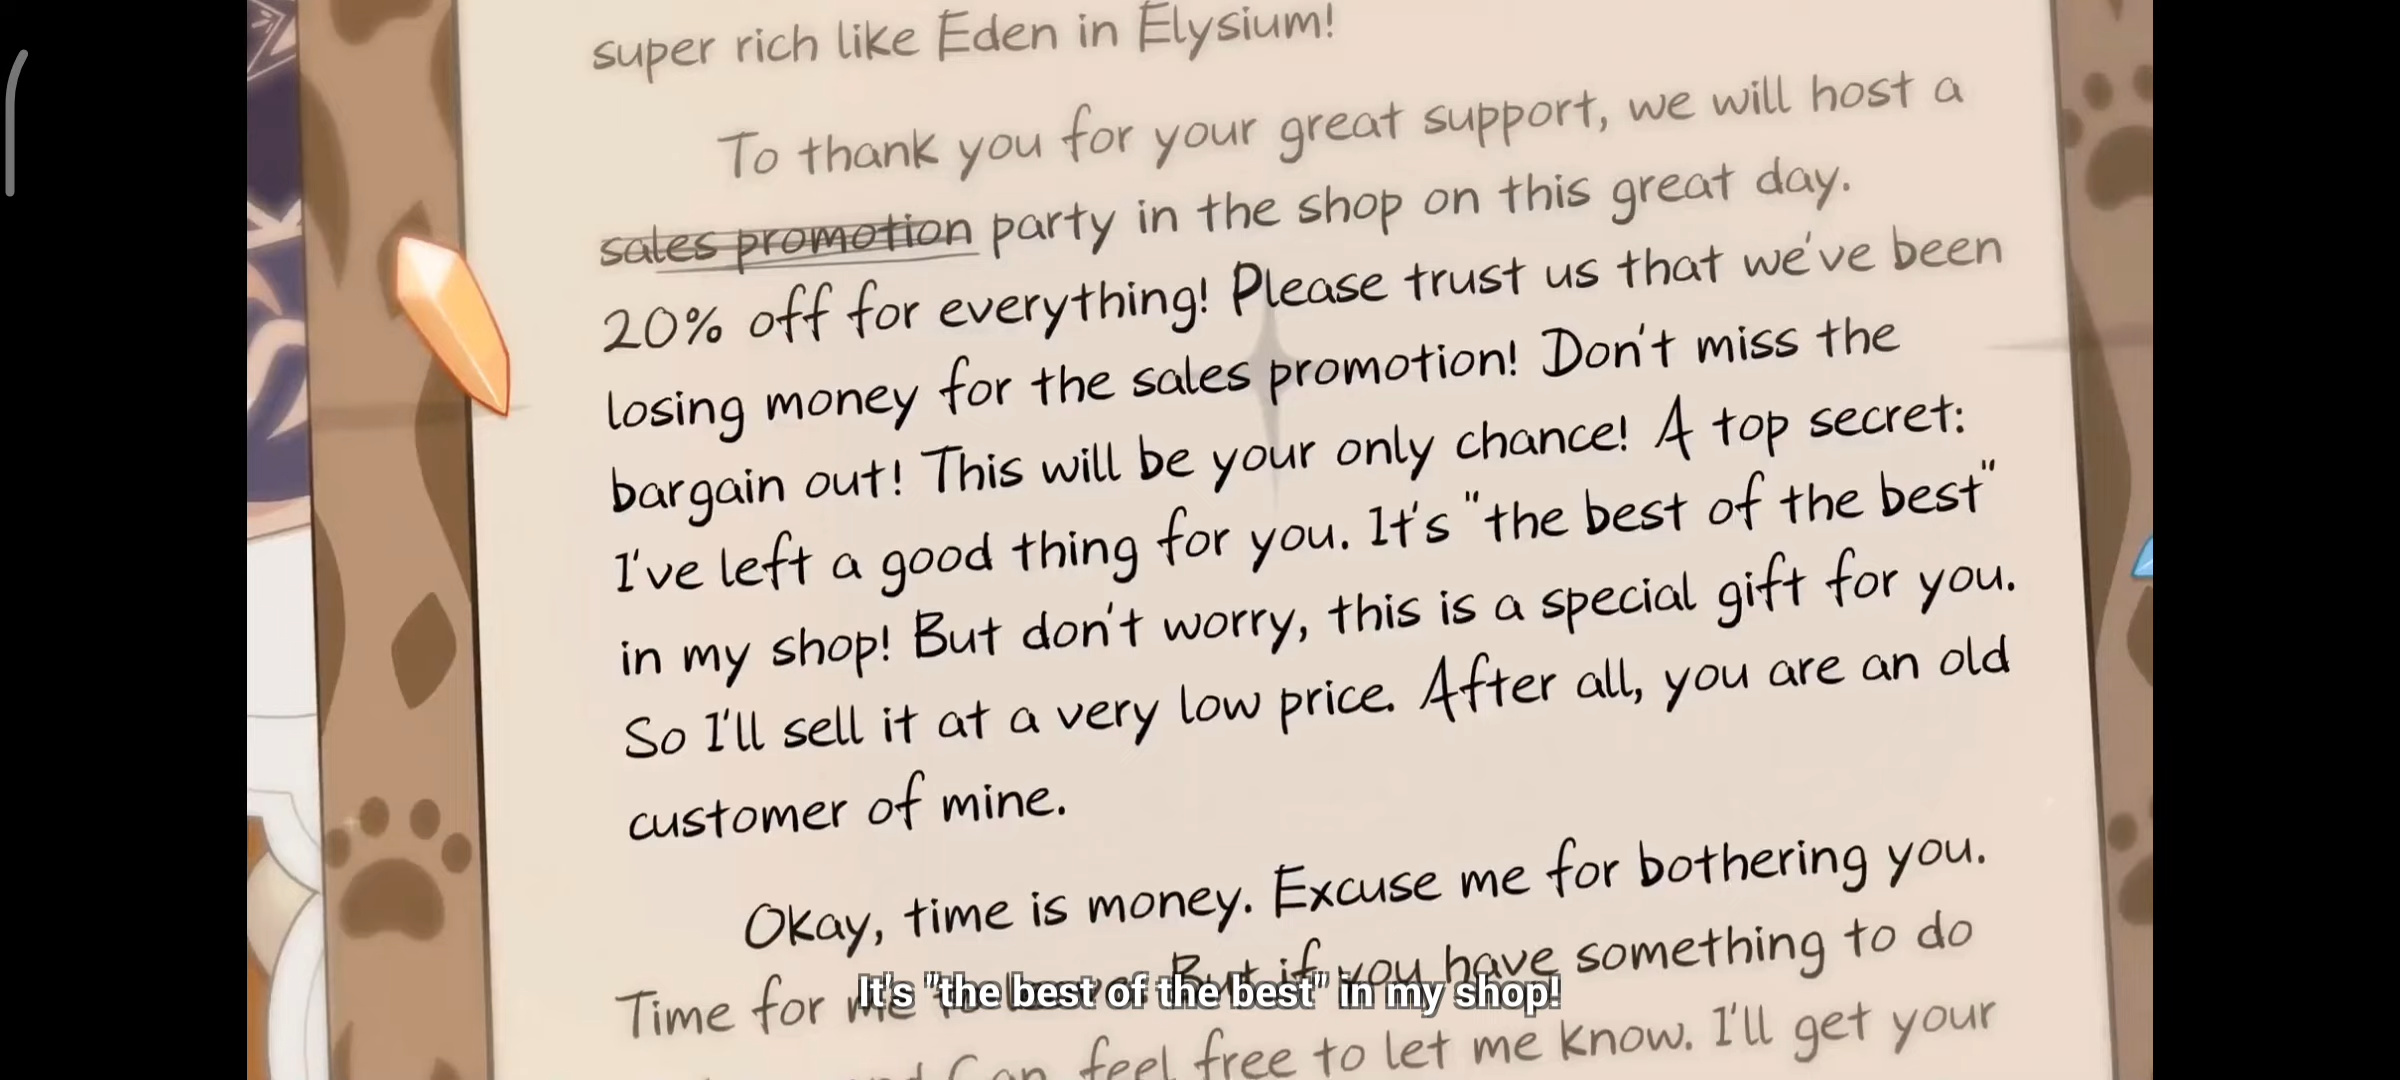 super rich like Eden in Elysium!
To thank you for your great support, we will host a
sales promotion party in the shop on this great day.
20% off for everything! Please trust us that we've been
losing money for the sales promotion! Don't miss the
bargain out! This will be your only chance! A top secret:
I've left a good thing for you. It's "the best of the best"
in my shop! But don't worry, this is a special gift for you.
So I'll sell it at a very low price. After all, you are an old
customer of mine.
Okay, time is money. Excuse me for bothering you.
Time for me But if you have something to do
feel free to let me know. I'll get your
It's "the best of the best" in my shop!